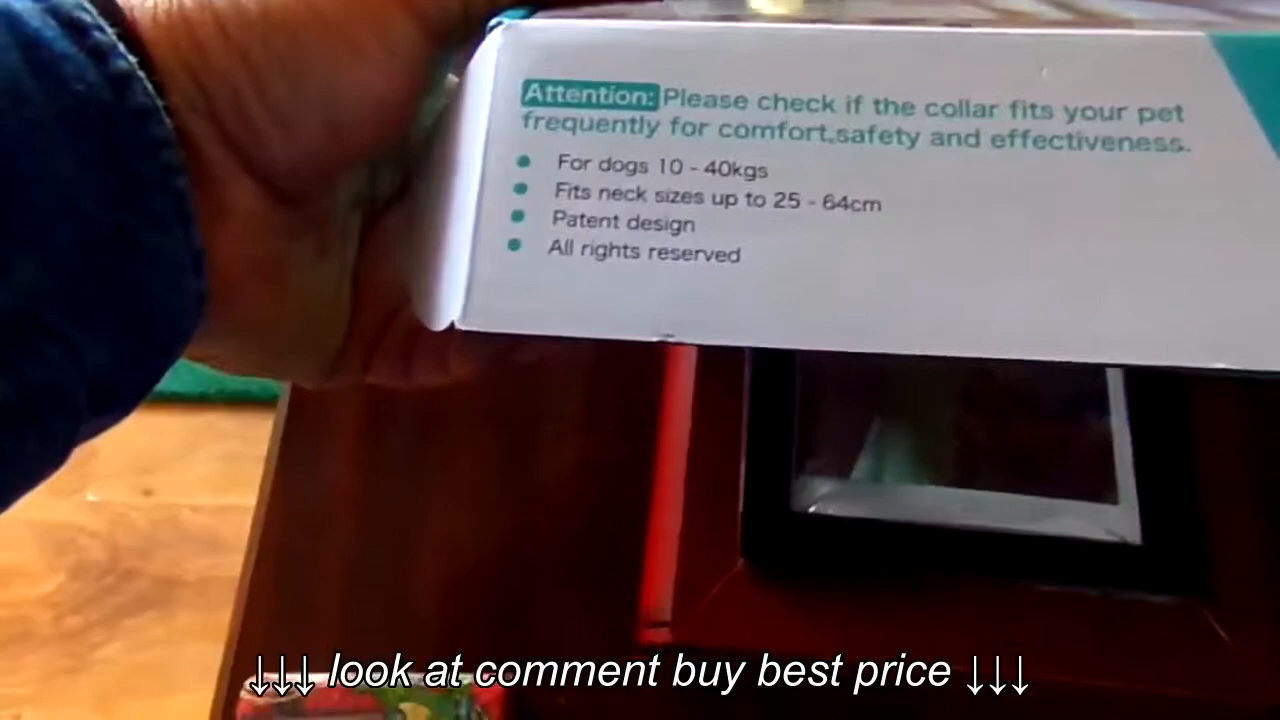 Attention: Please check if the collar fits your pet
frequently for comfort,safety and effectiveness.
For dogs 10 - 40kgs
Fits neck sizes up to 25 - 64cm
Patent design
All rights reserved
↓↓↓ look at comment buy best price ↓↓↓